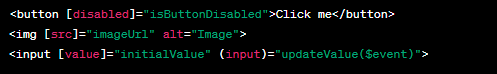 <button [disabled]="isButtonDisabled">Click me</button>
<img [src]="imageUrl" alt="Image">
<input [value]="initialValue" (input)="updateValue($event)">